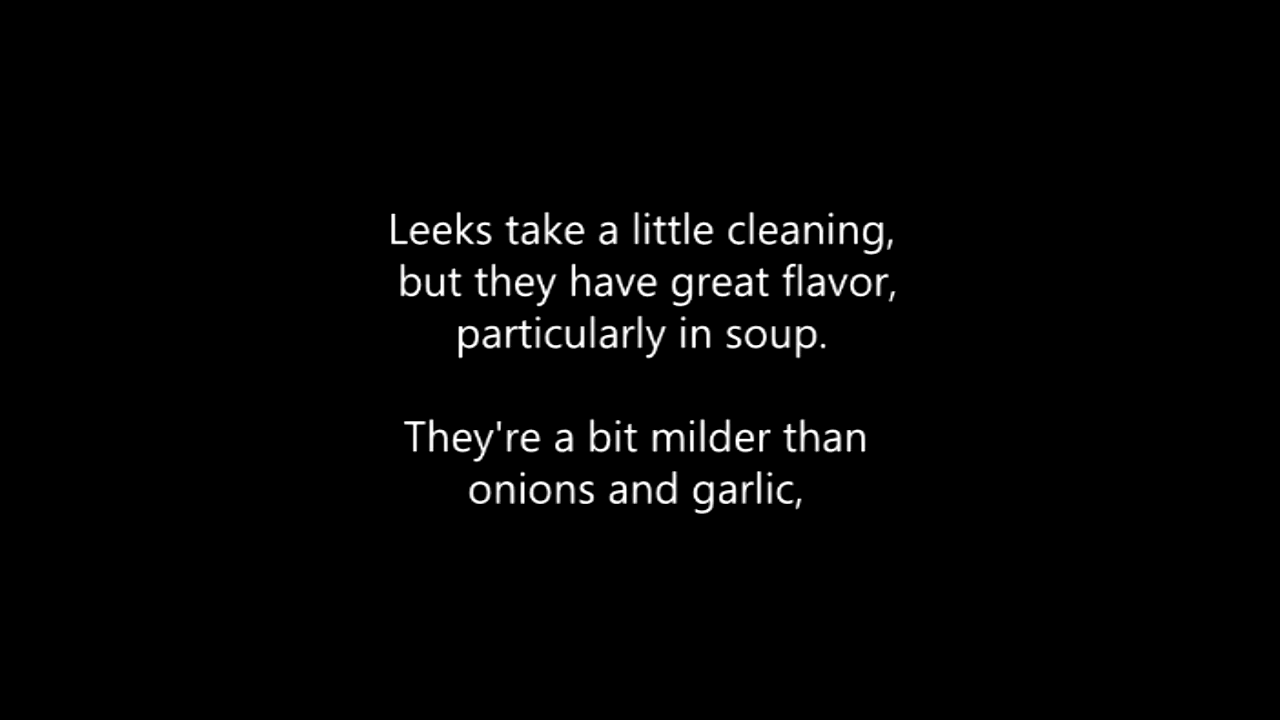 Leeks take a little cleaning,
but they have great flavor,
particularly in soup.
They're a bit milder than
onions and garlic,